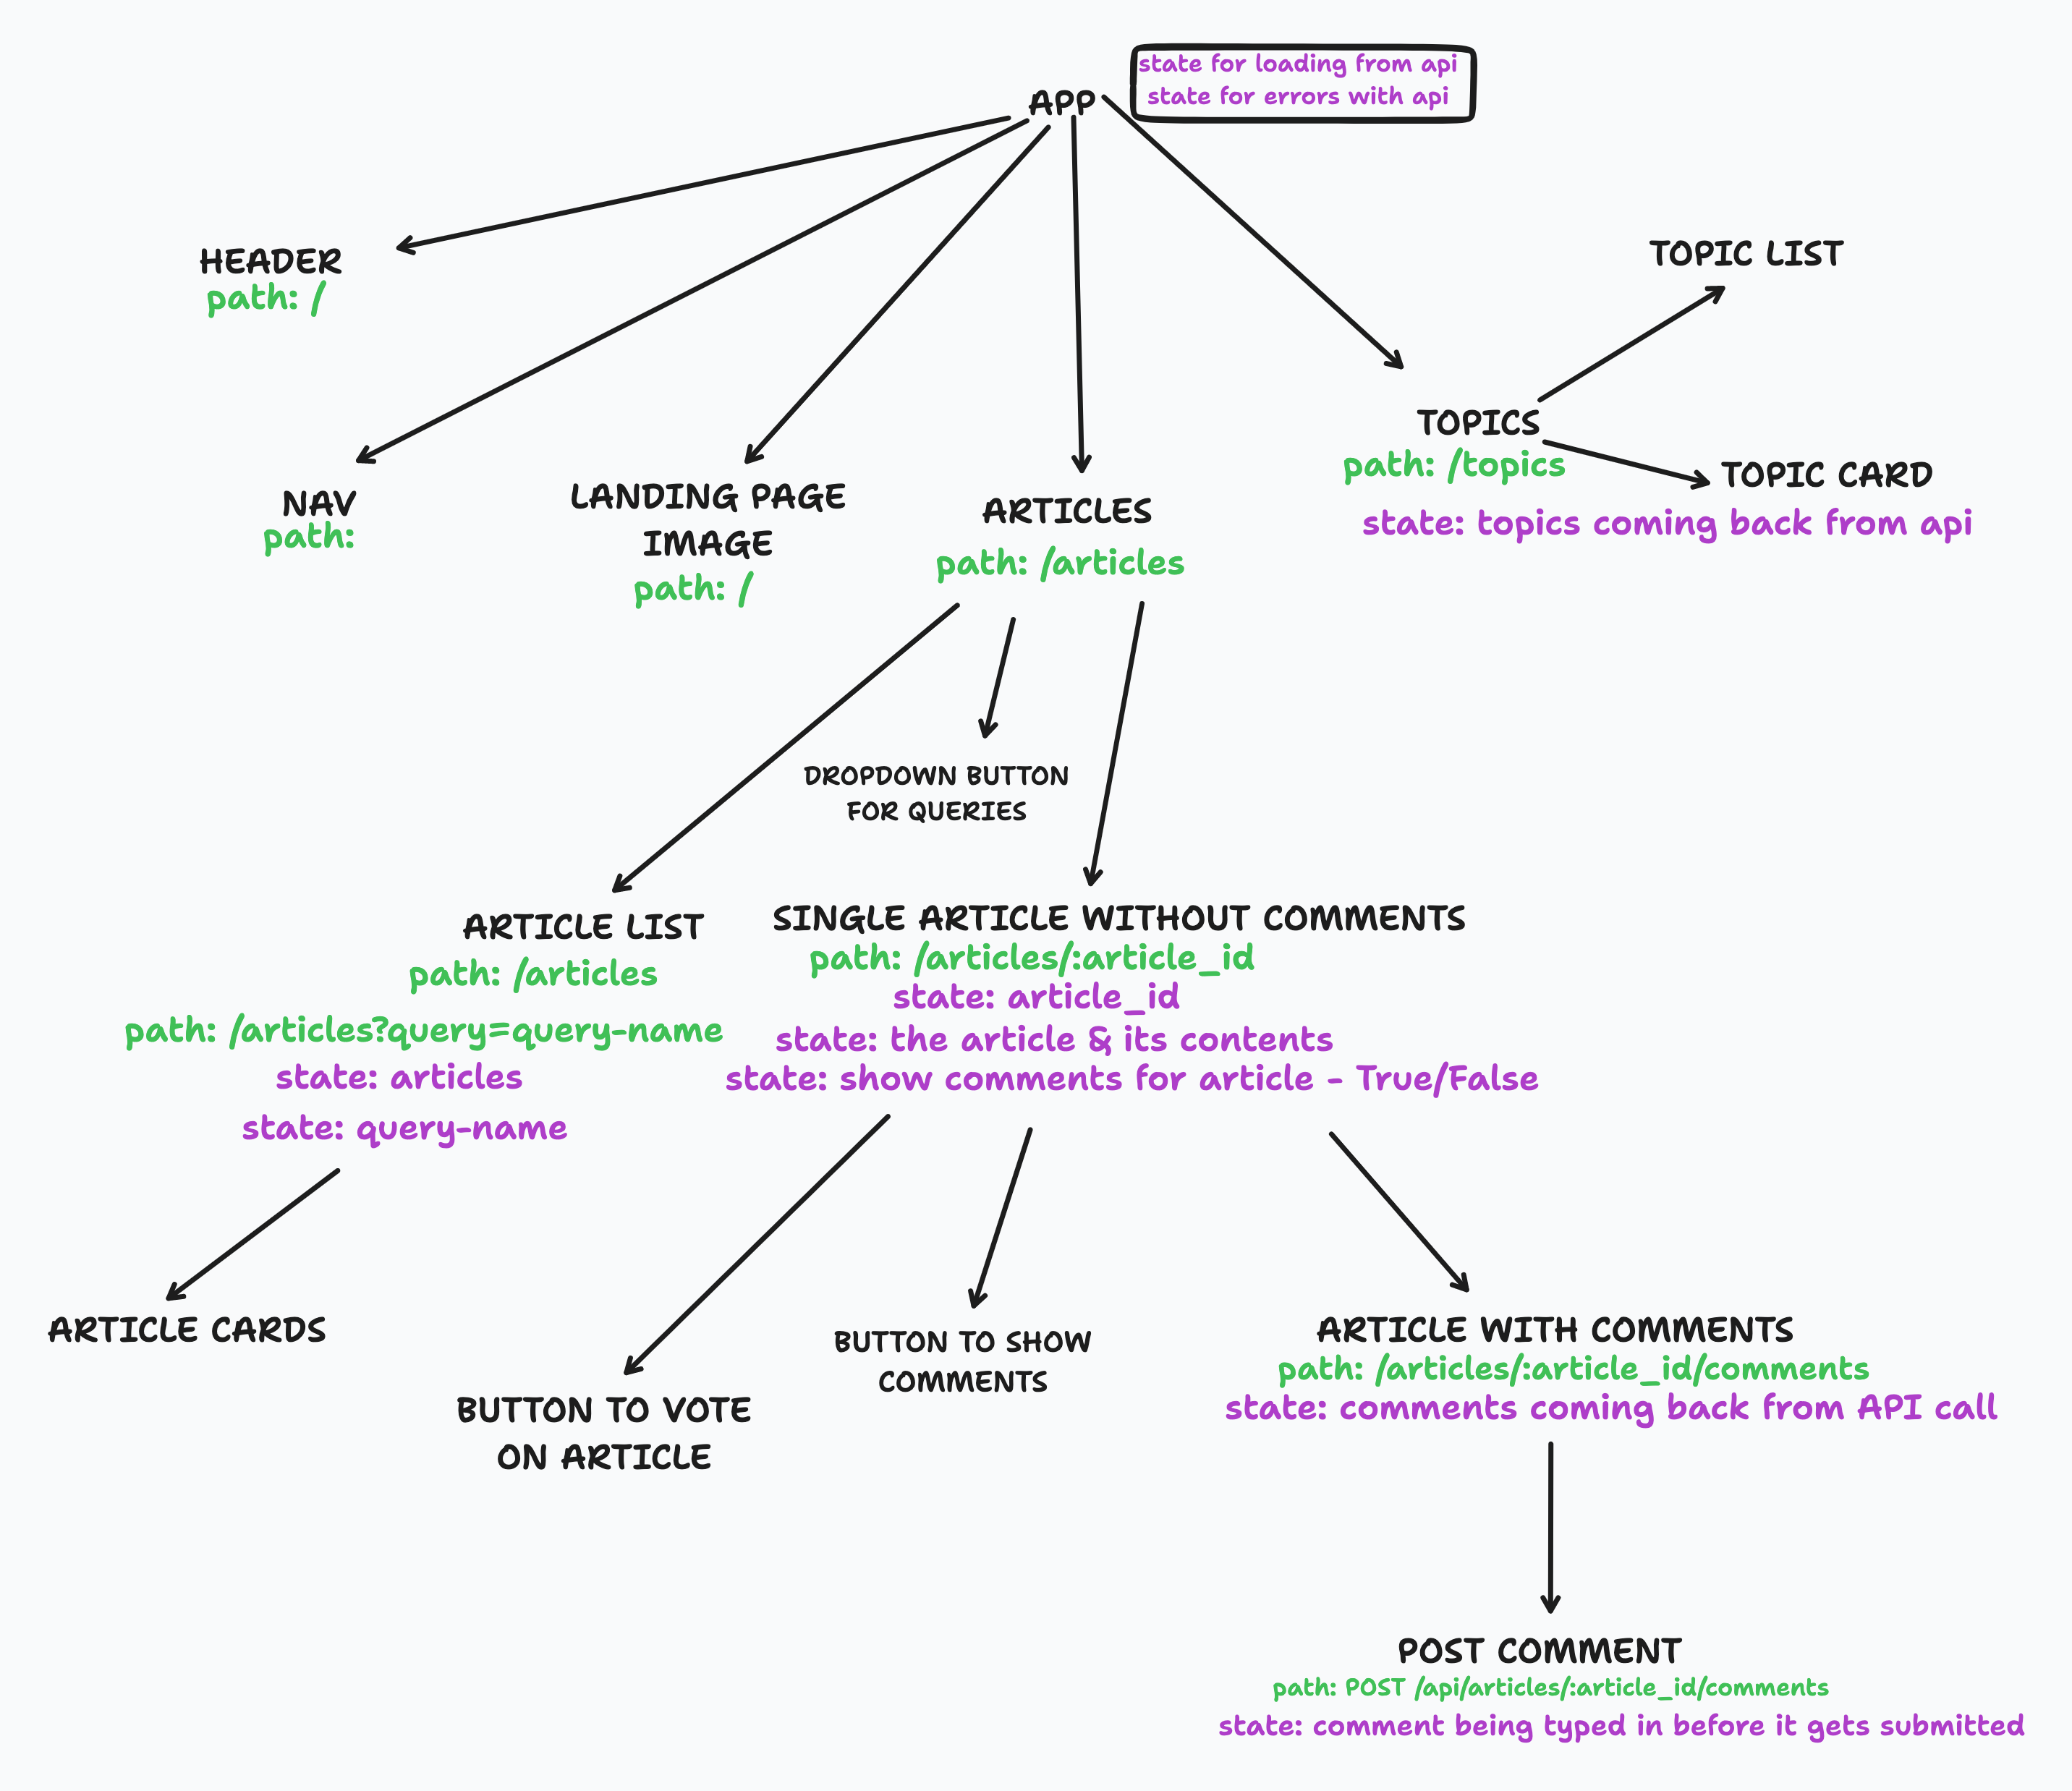 state for loading from api
state for errors with api
APP
HEADER
path: /
TOPIC LIST
TOPICS
path: /topics
TOPIC CARD
state: topics coming back from api
NAV
path:
LANDING PAGE
IMAGE
path: /
ARTICLES
path: /articles
DROPDOWN BUTTON
FOR QUERIES
ARTICLE LIST
path: /articles
path: /articles?query=query-name
state: articles
state: query-name
SINGLE ARTICLE WITHOUT COMMENTS
path: /articles/:article_id
state: article_id
state: the article & its contents
state: show comments for article - True/False
ARTICLE CARDS
BUTTON TO VOTE
ON ARTICLE
BUTTON TO SHOW
COMMENTS
ARTICLE WITH COMMENTS
path: /articles/:article_id/comments
state: comments coming back from API call
POST COMMENT
path: POST /api/articles/:article_id/comments
state: comment being typed in before it gets submitted